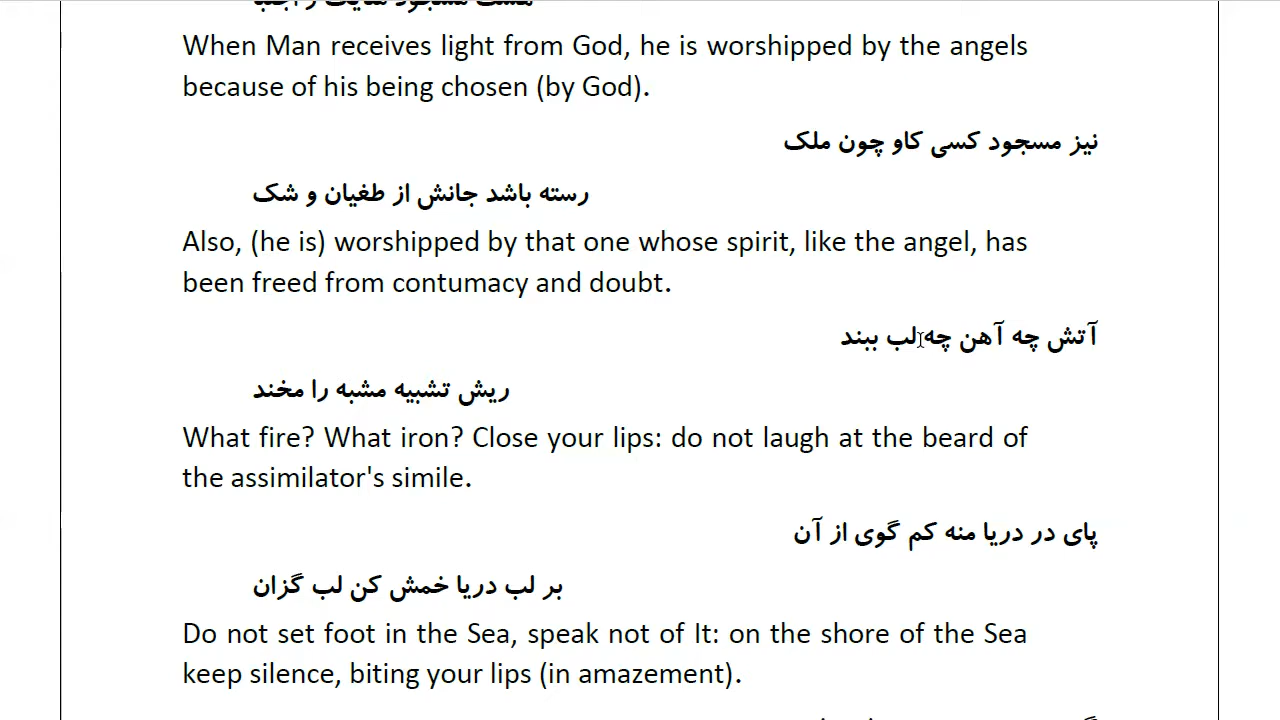 When Man receives light from God, he is worshipped by the angels
because of his being chosen (by God).
نیز مسجود کسی کاو چون ملک
رسته باشد جانش از طغیان و شک
Also, (he is) worshipped by that one whose spirit, like the angel, has
been freed from contumacy and doubt.
آتش چه آهن چه لب ببند
ریش تشبیه مشبه را مخند
What fire? What iron? Close your lips: do not laugh at the beard of
the assimilator's simile.
پای در دریا منه کم گوی از آن
بر لب دریا خمش کن لب گزان
Do not set foot in the Sea, speak not of It: on the shore of the Sea
keep silence, biting your lips (in amazement).